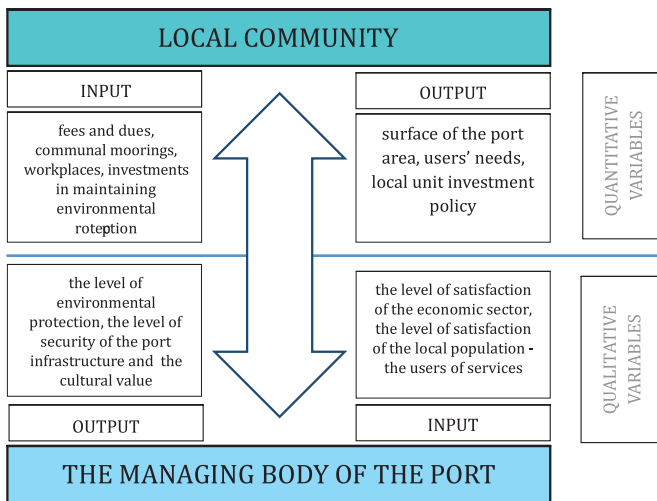 LOCAL COMMUNITY
INPUT
fees and dues,
communal moorings,
workplaces, investments
in maintaining
environmental
roteption
OUTPUT
surface of the port
area, users’ needs,
local unit investment
policy
QUANTITATIVE
VARIABLES
the level of
environmental
protection, the level of
security of the port
infrastructure and the
cultural value
OUTPUT
the level of satisfaction
of the economic sector,
the level of satisfaction
of the local population -
the users of services
INPUT
QUALITATIVE
VARIABLES
THE MANAGING BODY OF THE PORT